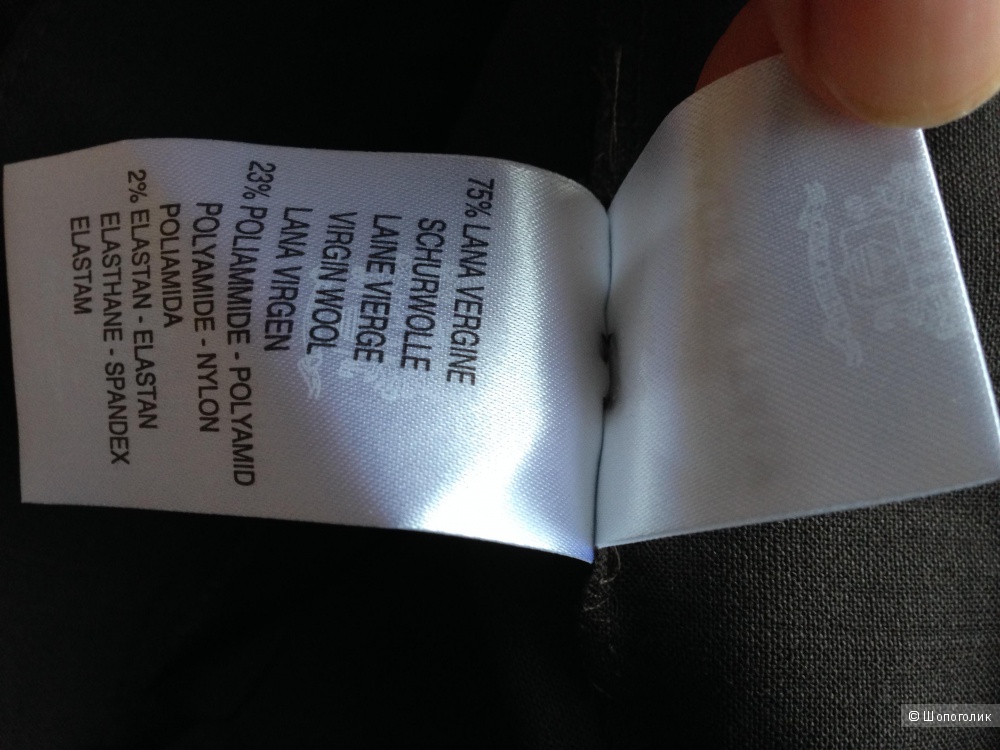 75% LANA VERGINE
SCHURWOLLE
LAINE VIERGE
VIRGIN WOOL
LANA VIRGEN
23% POLIAMMIDE - POLYAMID
POLYAMIDE - NYLON
POLIAMIDA
2% ELASTAN - ELASTAN
ELASTHANE - SPANDEX
ELASTAM
© Шопоголик